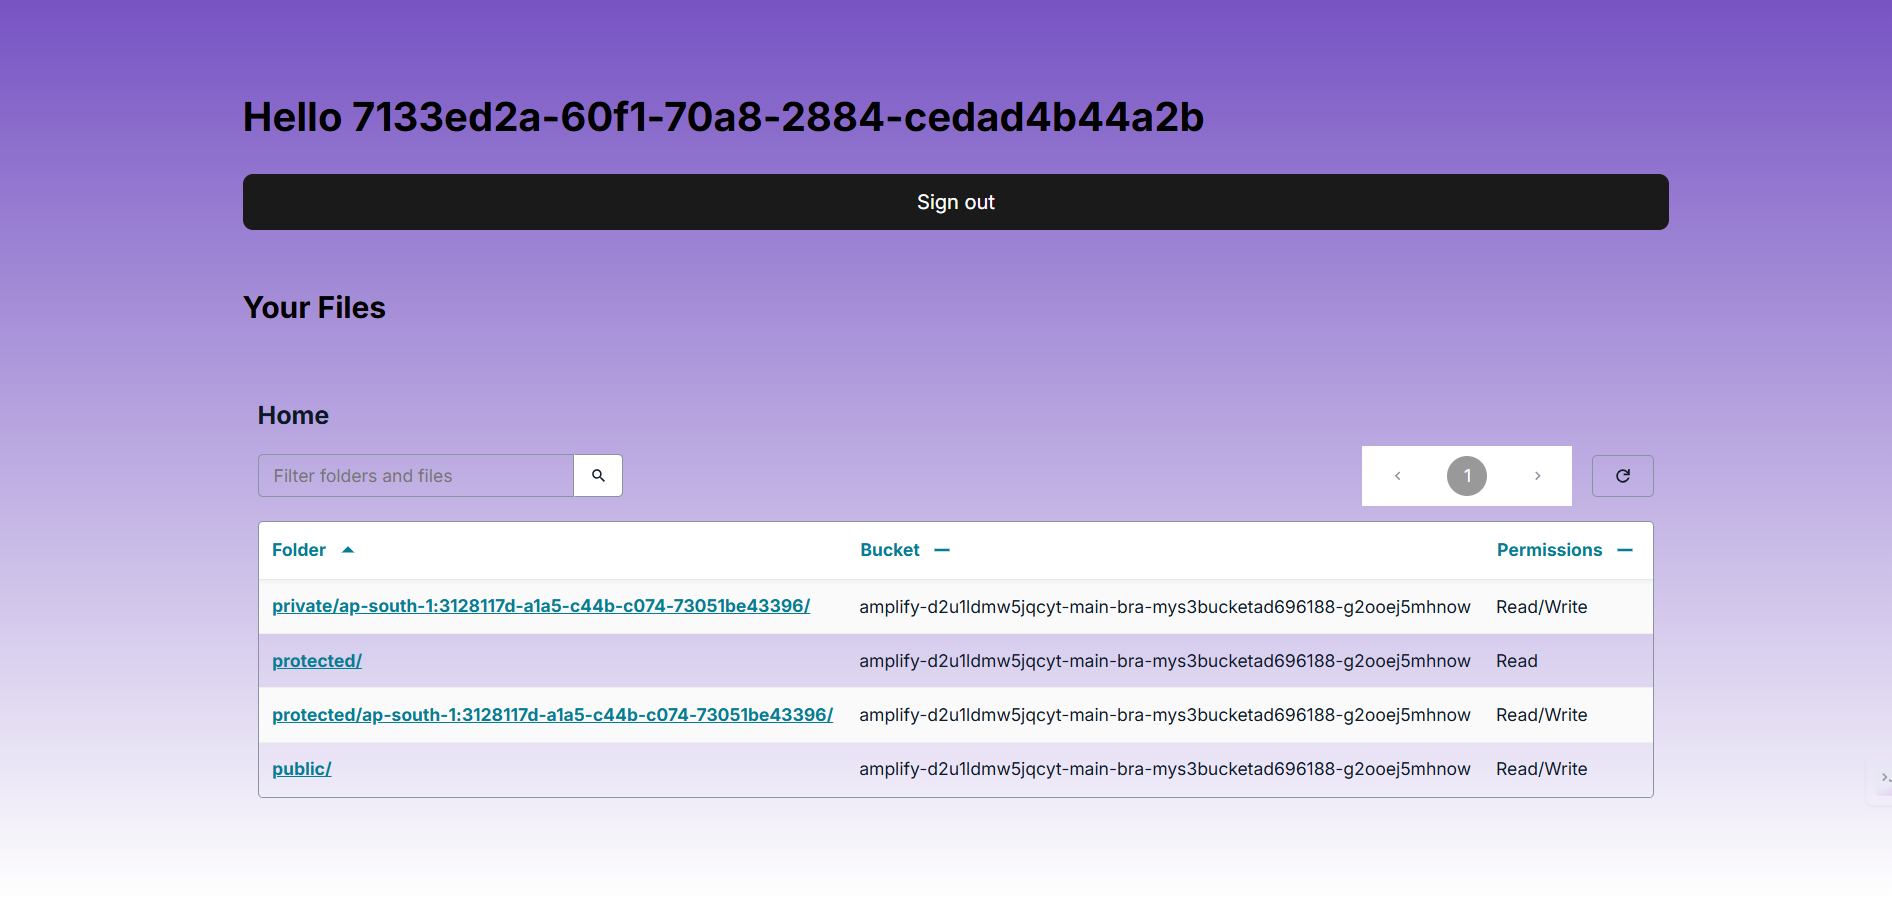 Hello 7133ed2a-60f1-70a8-2884-cedad4b44a2b
Sign out
Your Files
Home
Filter folders and files
1
Folder Bucket Permissions
private/ap-south-1:3128117d-a1a5-c44b-c074-73051be43396/ amplify-d2u1ldmw5jqcyt-main-bra-mys3bucketad696188-g2ooej5mhnow Read/Write
protected/ amplify-d2u1ldmw5jqcyt-main-bra-mys3bucketad696188-g2ooej5mhnow Read
protected/ap-south-1:3128117d-a1a5-c44b-c074-73051be43396/ amplify-d2u1ldmw5jqcyt-main-bra-mys3bucketad696188-g2ooej5mhnow Read/Write
public/ amplify-d2u1ldmw5jqcyt-main-bra-mys3bucketad696188-g2ooej5mhnow Read/Write